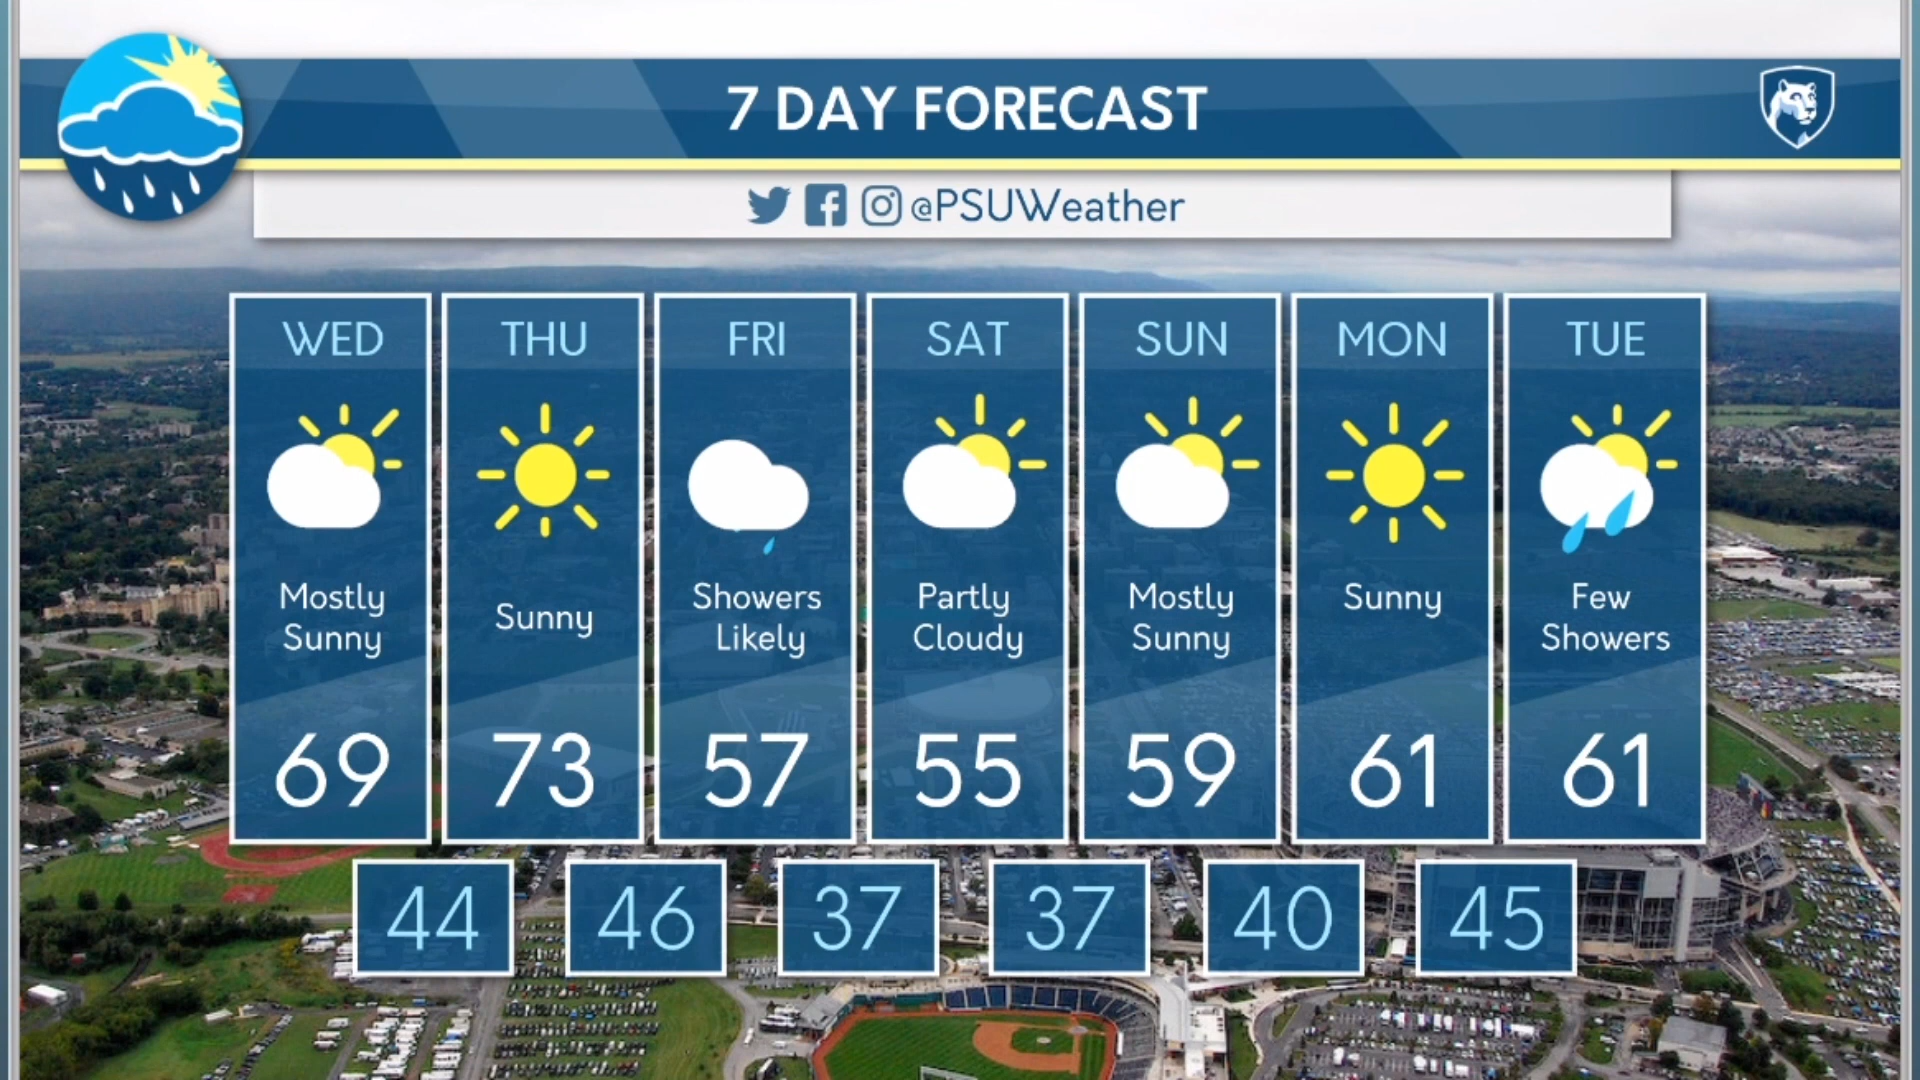 7 DAY FORECAST
@PSUWeather
WED
Mostly
Sunny
69
THU
Sunny
73
FRI
Showers
Likely
57
SAT
Partly
Cloudy
55
SUN
Mostly
Sunny
59
MON
Sunny
61
TUE
Few
Showers
61
44
46
37
37
40
45